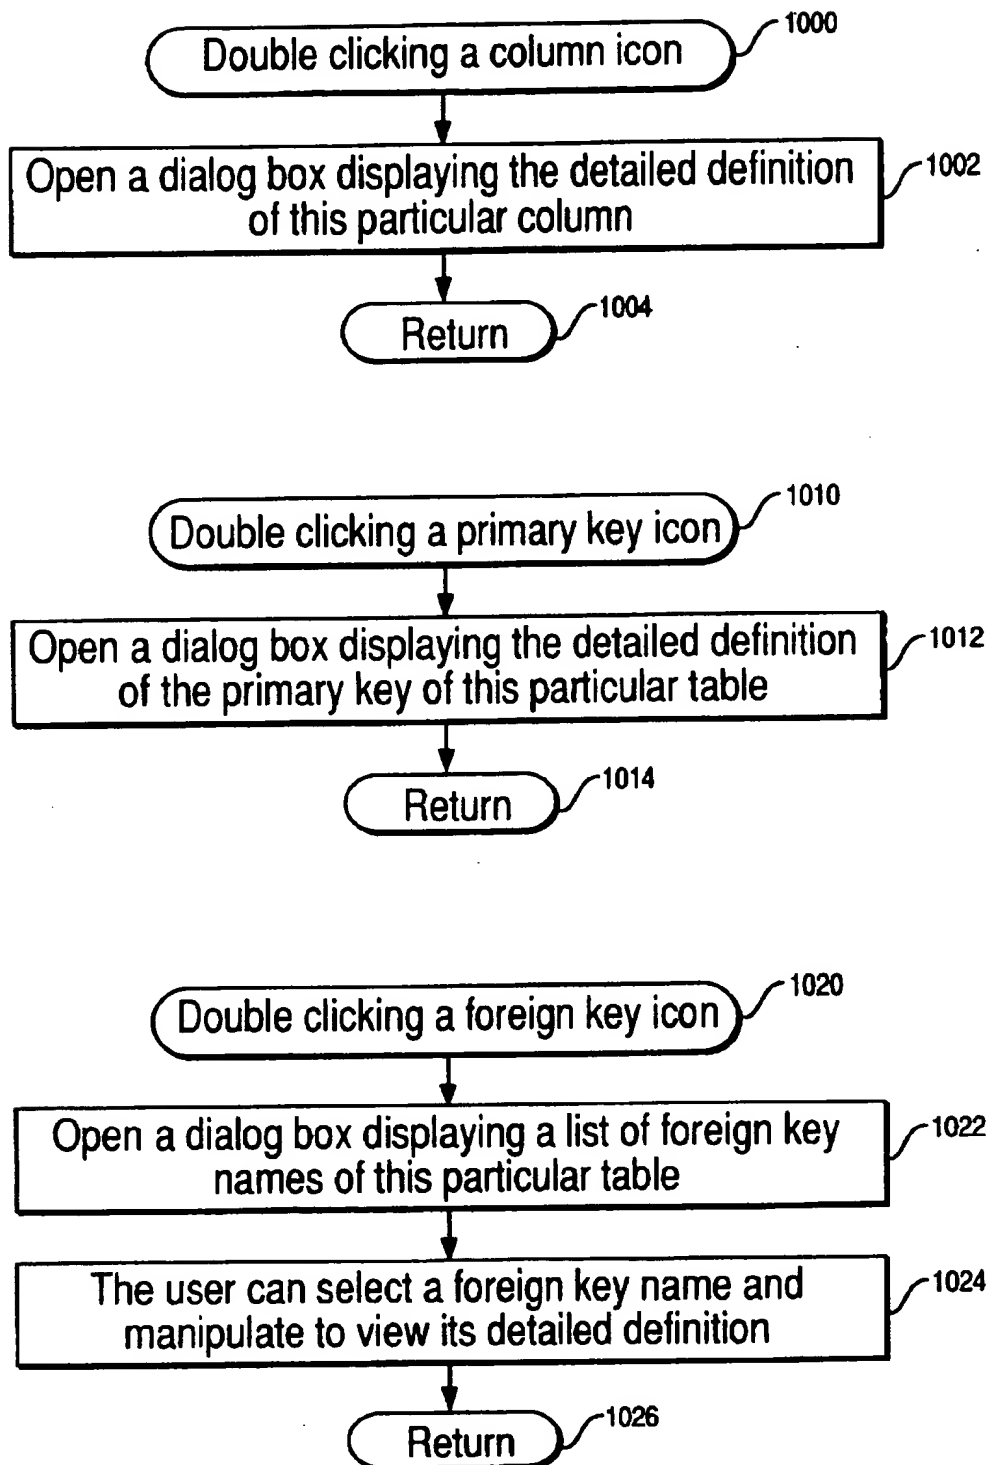 Double clicking a column icon
1000
Open a dialog box displaying the detailed definition
of this particular column
1002
Return
1004
Double clicking a primary key icon
1010
Open a dialog box displaying the detailed definition
of the primary key of this particular table
1012
Return
1014
Double clicking a foreign key icon
1020
Open a dialog box displaying a list of foreign key
names of this particular table
1022
The user can select a foreign key name and
manipulate to view its detailed definition
1024
Return
1026